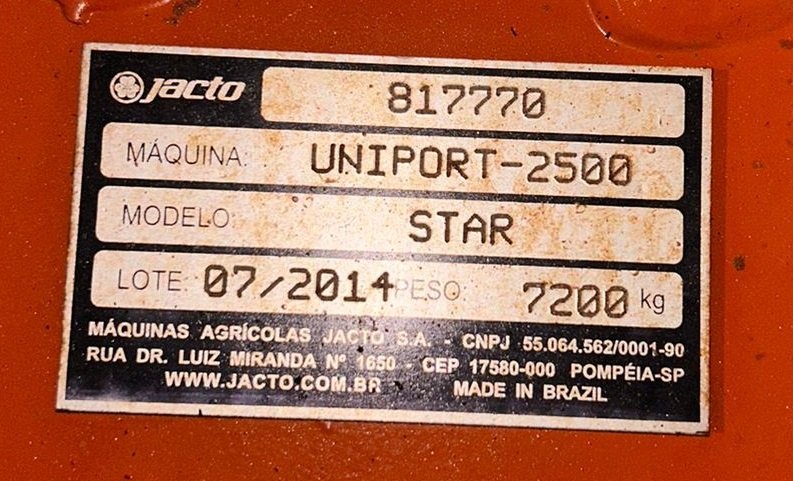 jacto 817770
MÁQUINA: UNIPORT-2500
MODELO: STAR
LOTE: 07/2014 PESO: 7200 kg
MÁQUINAS AGRÍCOLAS JACTO S.A. - CNPJ 55.064.562/0001-90
RUA DR. LUIZ MIRANDA Nº 1650 - CEP 17580-000 POMPÉIA-SP
WWW.JACTO.COM.BR MADE IN BRAZIL